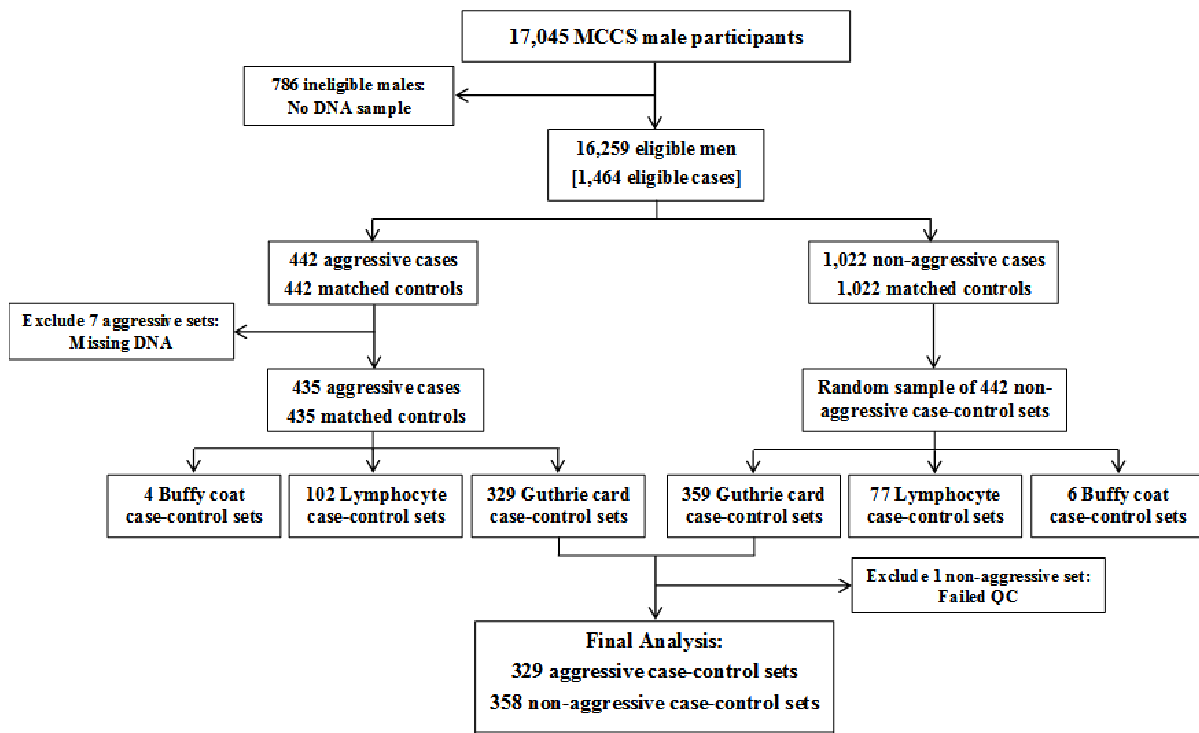 17,045 MCCS male participants
786 ineligible males:
No DNA sample
16,259 eligible men
[1,464 eligible cases]
442 aggressive cases
442 matched controls
1,022 non-aggressive cases
1,022 matched controls
Exclude 7 aggressive sets:
Missing DNA
435 aggressive cases
435 matched controls
Random sample of 442 non-
aggressive case-control sets
4 Buffy coat
case-control sets
102 Lymphocyte
case-control sets
329 Guthrie card
case-control sets
359 Guthrie card
case-control sets
77 Lymphocyte
case-control sets
6 Buffy coat
case-control sets
Exclude 1 non-aggressive set:
Failed QC
Final Analysis:
329 aggressive case-control sets
358 non-aggressive case-control sets